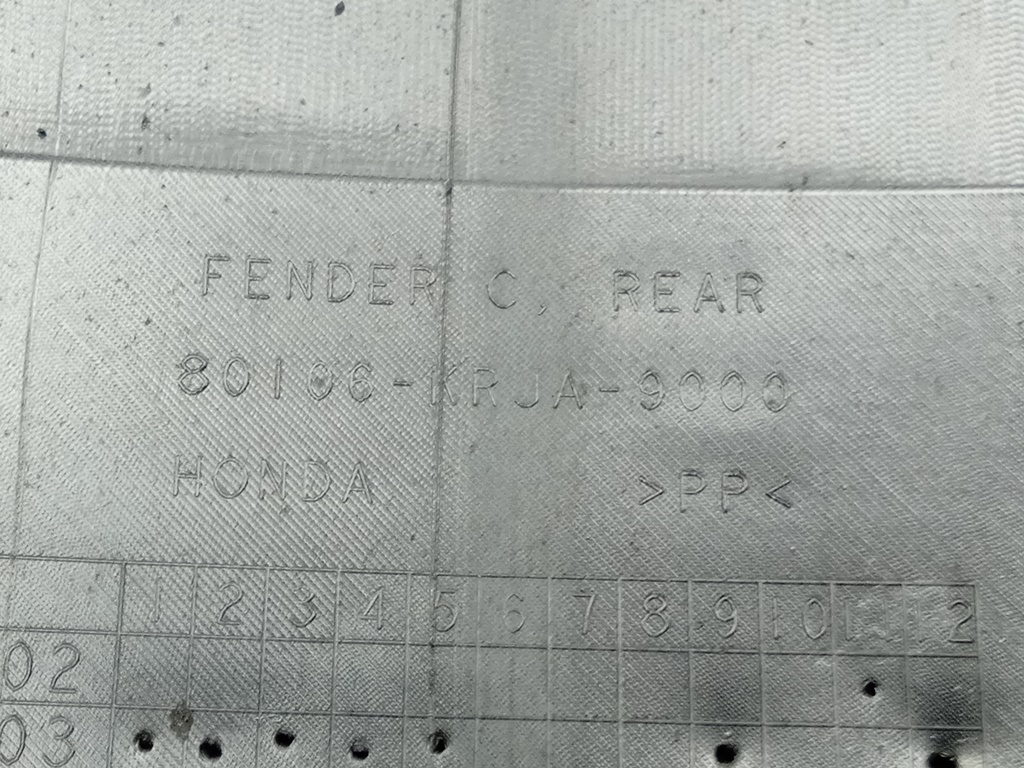 FENDER C, REAR
80106-KRJA-9000
HONDA >PP<
1 2 3 4 5 6 7 8 9 10 11 12
02
03